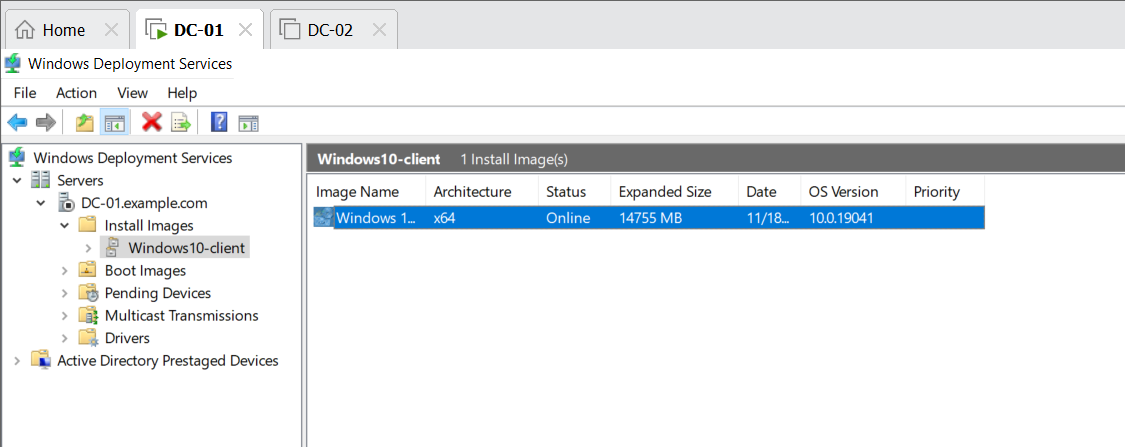 Home DC-01 DC-02
Windows Deployment Services
File Action View Help
Windows Deployment Services
Servers
DC-01.example.com
Install Images
Windows10-client
Boot Images
Pending Devices
Multicast Transmissions
Drivers
Active Directory Prestaged Devices
Windows10-client 1 Install Image(s)
Image Name Architecture Status Expanded Size Date OS Version Priority
Windows 1... x64 Online 14755 MB 11/18... 10.0.19041